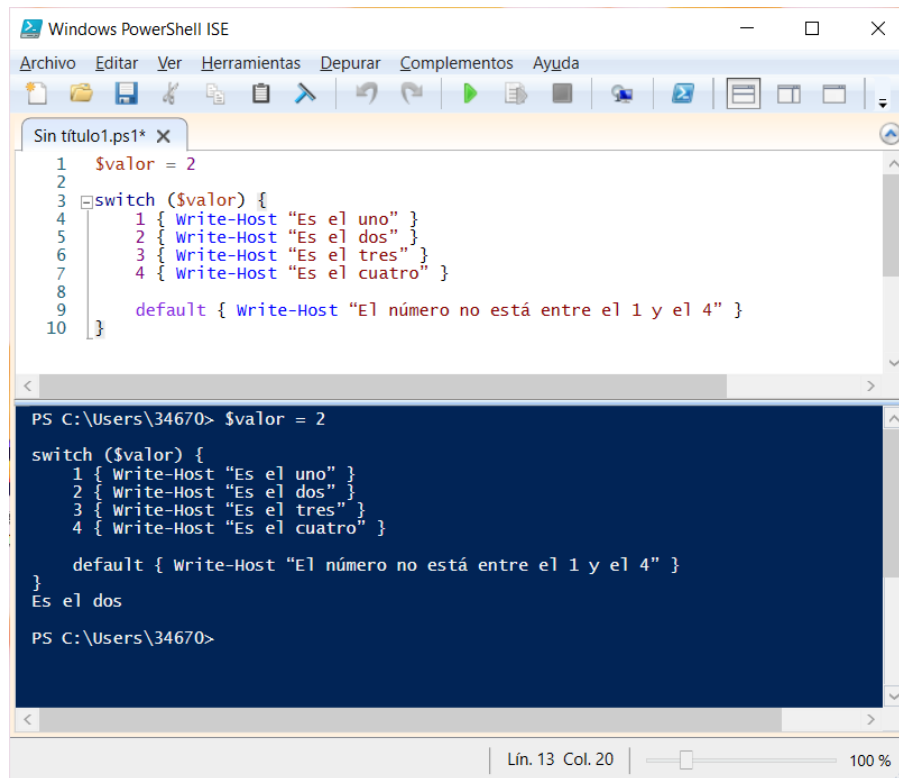 Windows PowerShell ISE
Archivo Editar Ver Herramientas Depurar Complementos Ayuda
Sin título1.ps1*
1 $valor = 2
2
3 switch ($valor) {
4 1 { Write-Host “Es el uno” }
5 2 { Write-Host “Es el dos” }
6 3 { Write-Host “Es el tres” }
7 4 { Write-Host “Es el cuatro” }
8
9 default { Write-Host “El número no está entre el 1 y el 4” }
10 }
PS C:\Users\34670> $valor = 2
switch ($valor) {
1 { Write-Host “Es el uno” }
2 { Write-Host “Es el dos” }
3 { Write-Host “Es el tres” }
4 { Write-Host “Es el cuatro” }
default { Write-Host “El número no está entre el 1 y el 4” }
}
Es el dos
PS C:\Users\34670>
Lín. 13 Col. 20 100 %